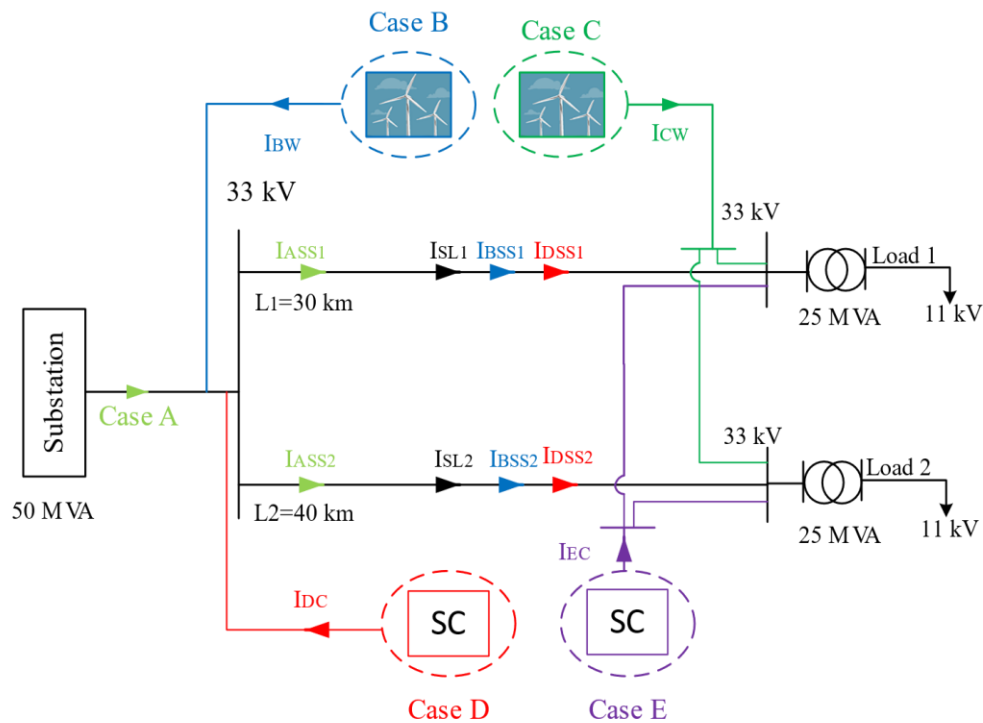 Case B
Case C
IBW
ICW
33 kV
33 kV
IASS1
ISL1
IBSS1
IDSS1
Load 1
L1=30 km
25 MVA
11 kV
Substation
Case A
33 kV
IASS2
ISL2
IBSS2
IDSS2
Load 2
50 MVA
L2=40 km
25 MVA
11 kV
IEC
IDC
SC
SC
Case D
Case E